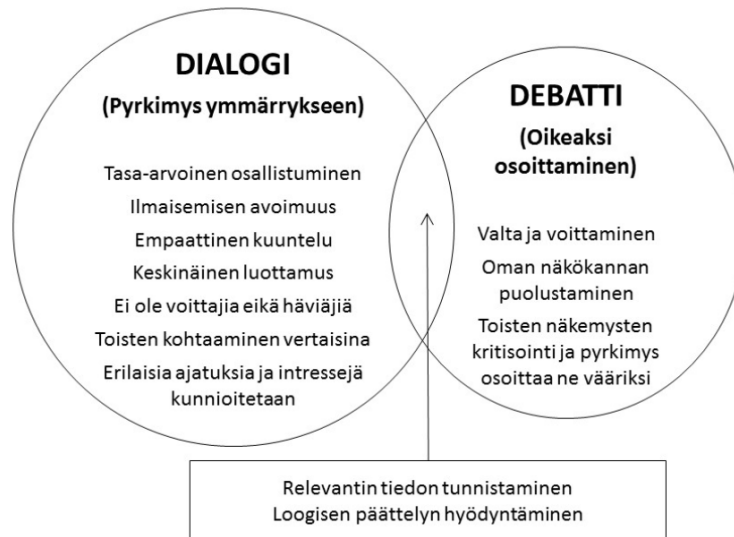 DIALOGI
(Pyrkimys ymmärrykseen)
Tasa-arvoinen osallistuminen
Ilmaisemisen avoimuus
Empaattinen kuuntelu
Keskinäinen luottamus
Ei ole voittajia eikä häviäjiä
Toisten kohtaaminen vertaisina
Erilaisia ajatuksia ja intressejä
kunnioitetaan
DEBATTI
(Oikeaksi
osoittaminen)
Valta ja voittaminen
Oman näkökannan
puolustaminen
Toisten näkemysten
kritisointi ja pyrkimys
osoittaa ne vääriksi
Relevantin tiedon tunnistaminen
Loogisen päättelyn hyödyntäminen